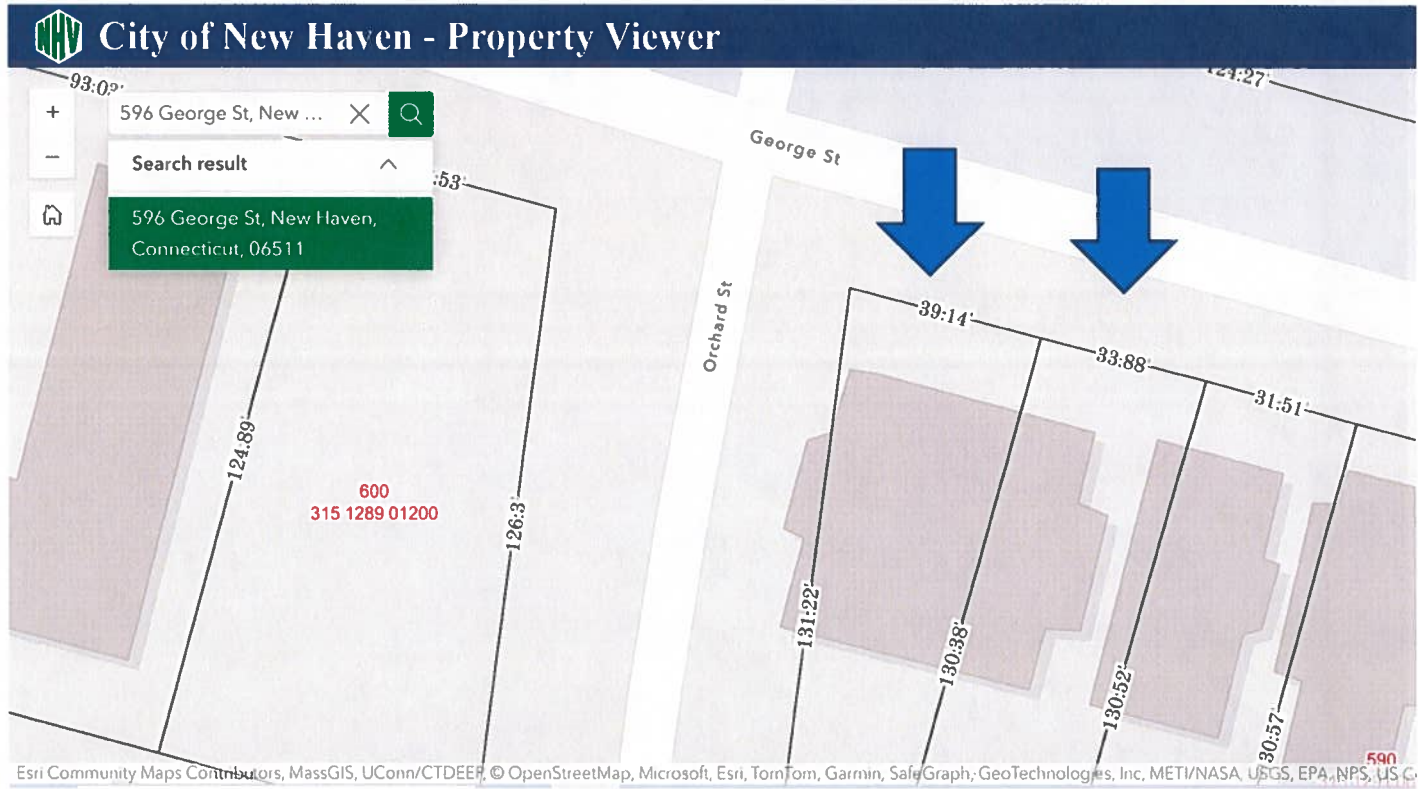 NHV
City of New Haven - Property Viewer
93:02'
124:27'
+
596 George St, New ...
−
Search result
:53'
596 George St, New Haven,
Connecticut, 06511
George St
Orchard St
39:14'
33:88'
31:51'
124:89'
600
315 1289 01200
126:3'
131:22'
130:38'
130:52'
30:57'
590
Esri Community Maps Contributors, MassGIS, UConn/CTDEEP, © OpenStreetMap, Microsoft, Esri, TomTom, Garmin, SafeGraph, GeoTechnologies, Inc, METI/NASA, USGS, EPA, NPS, US C